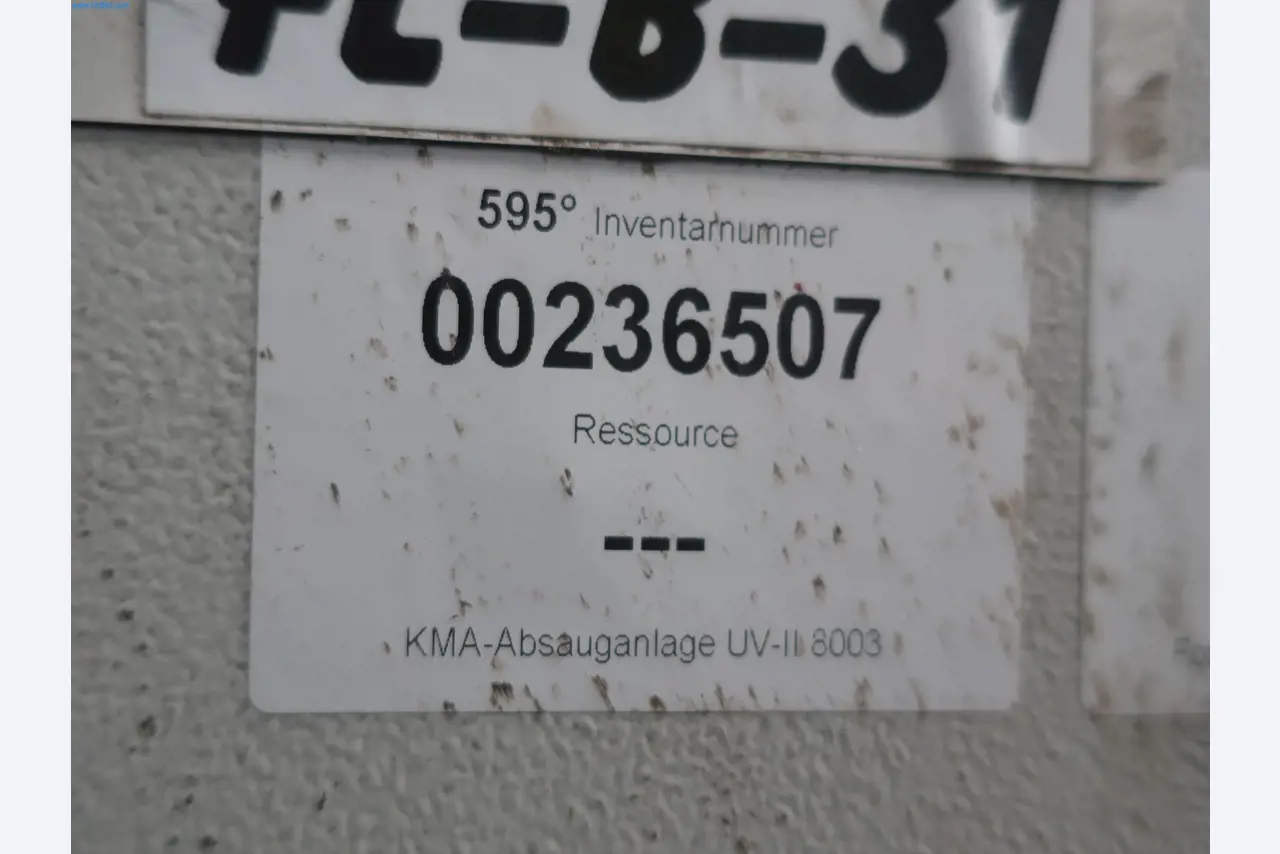 595° Inventarnummer
00236507
Ressource
---
KMA-Absauganlage UV-II 8003